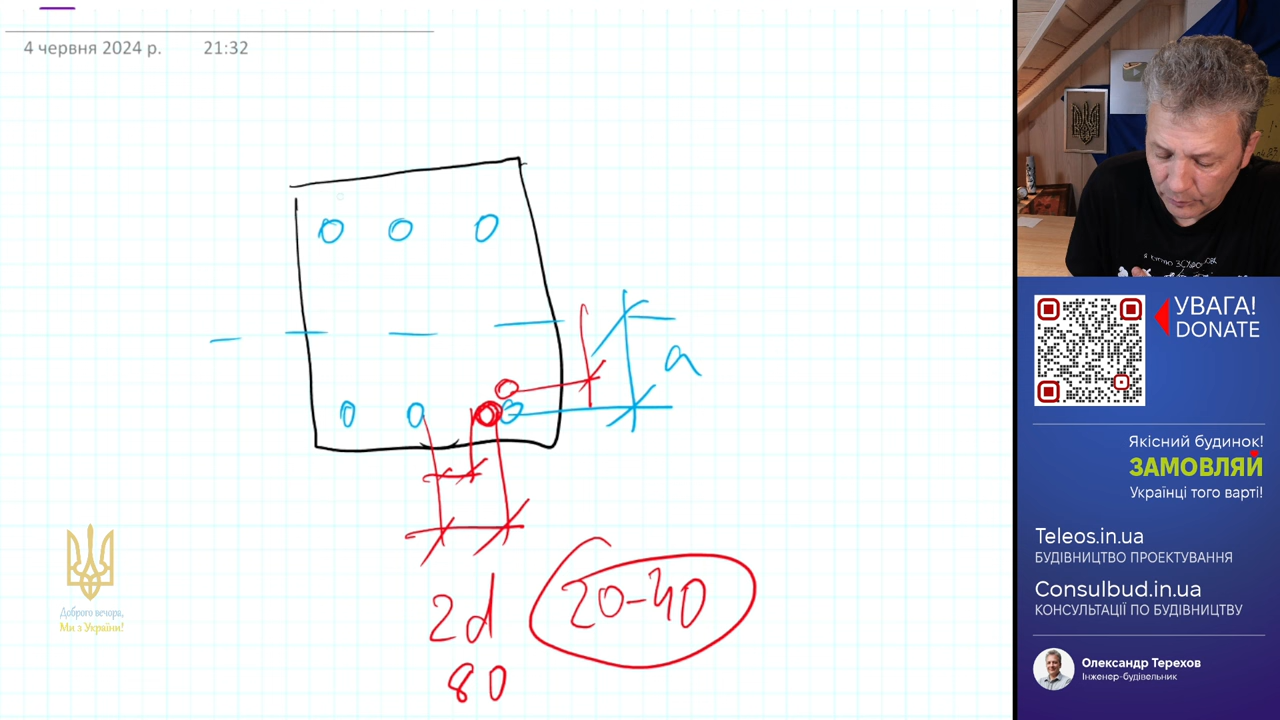 4 червня 2024 р. 21:32
a
2d
20-40
80
Доброго вечора,
Ми з України!
УВАГА!
DONATE
Якісний будинок!
ЗАМОВЛЯЙ
Українці того варті!
Teleos.in.ua
БУДІВНИЦТВО ПРОЕКТУВАННЯ
Consulbud.in.ua
КОНСУЛЬТАЦІЇ ПО БУДІВНИЦТВУ
Олександр Терехов
Інженер-будівельник